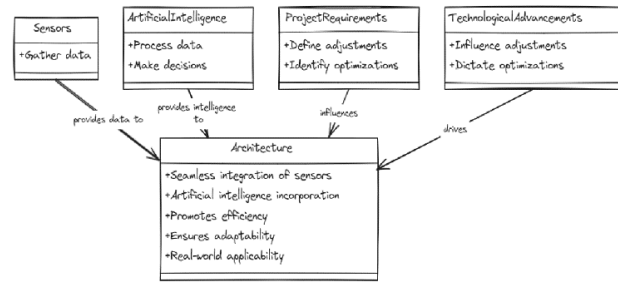 Sensors
+Gather data
ArtificialIntelligence
+Process data
+Make decisions
ProjectRequirements
+Define adjustments
+Identify optimizations
TechnologicalAdvancements
+Influence adjustments
+Dictate optimizations
provides data to
provides intelligence
to
influences
drives
Architecture
+Seamless integration of sensors
+Artificial intelligence incorporation
+Promotes efficiency
+Ensures adaptability
+Real-world applicability